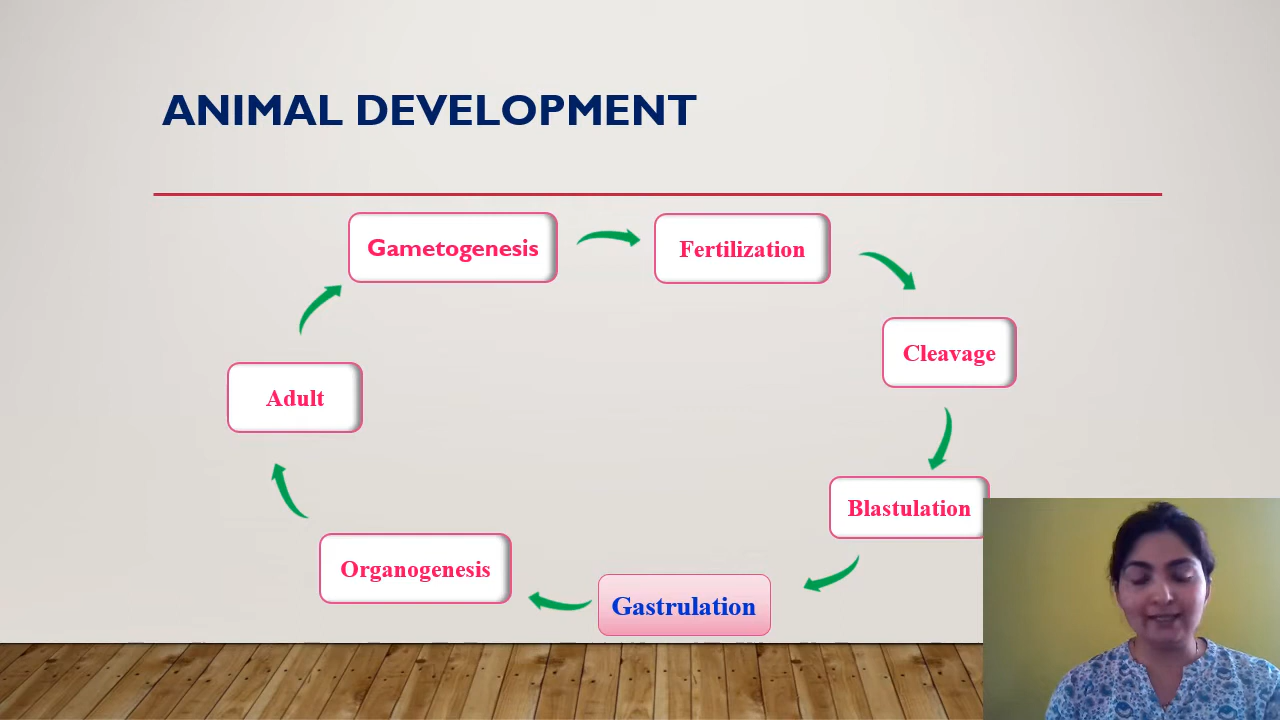 ANIMAL DEVELOPMENT
Gametogenesis
Fertilization
Cleavage
Blastulation
Gastrulation
Organogenesis
Adult